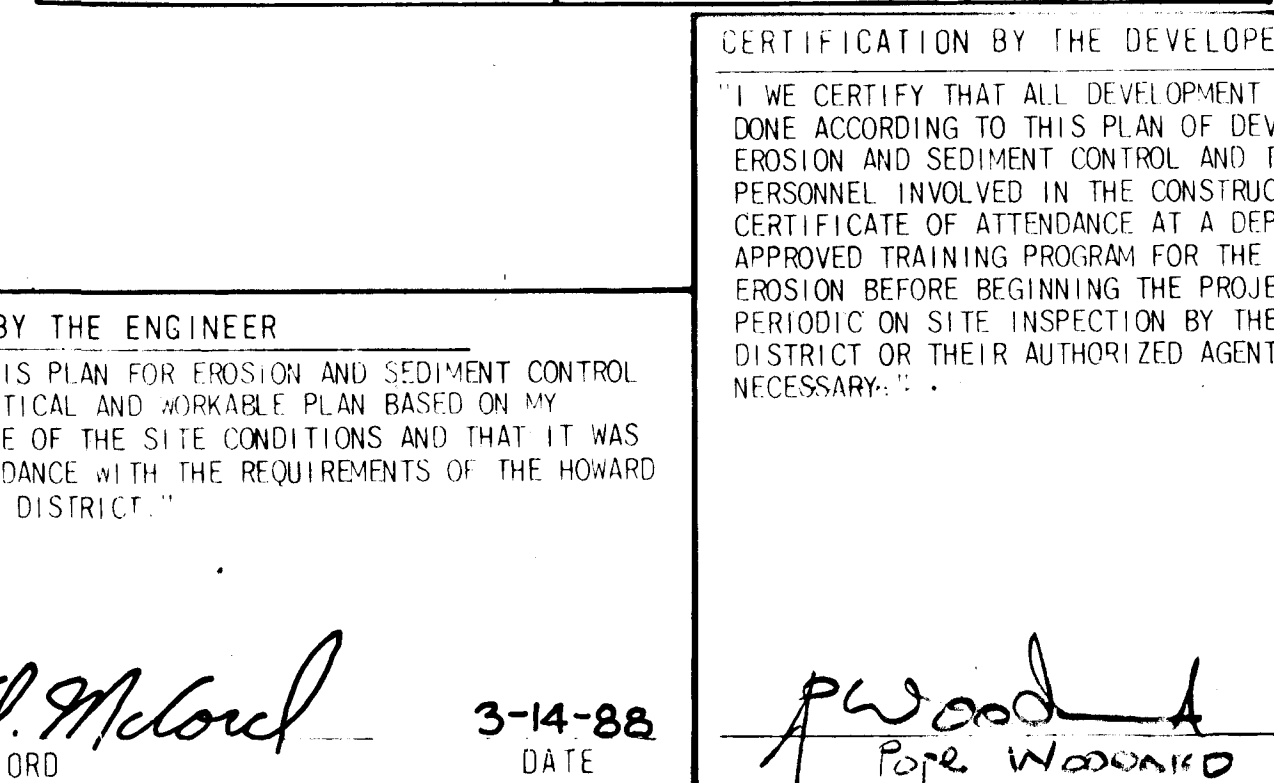 BY THE ENGINEER
IS PLAN FOR EROSION AND SEDIMENT CONTROL
TICAL AND WORKABLE PLAN BASED ON MY
E OF THE SITE CONDITIONS AND THAT IT WAS
DANCE WITH THE REQUIREMENTS OF THE HOWARD
DISTRICT."
McCord
3-14-88
ORD
DATE
CERTIFICATION BY THE DEVELOPE
"I WE CERTIFY THAT ALL DEVELOPMENT
DONE ACCORDING TO THIS PLAN OF DEV
EROSION AND SEDIMENT CONTROL AND
PERSONNEL INVOLVED IN THE CONSTRUC
CERTIFICATE OF ATTENDANCE AT A DEP
APPROVED TRAINING PROGRAM FOR THE
EROSION BEFORE BEGINNING THE PROJE
PERIODIC ON SITE INSPECTION BY THE
DISTRICT OR THEIR AUTHORIZED AGENT
NECESSARY."
Pope